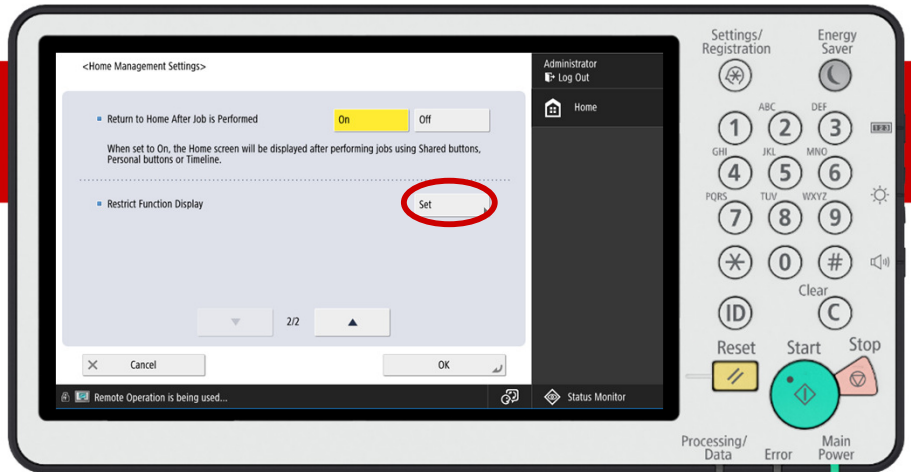 <Home Management Settings>
Administrator
Log Out
Home
Return to Home After Job is Performed
On
Off
When set to On, the Home screen will be displayed after performing jobs using Shared buttons,
Personal buttons or Timeline.
Restrict Function Display
Set
2/2
Cancel
OK
Remote Operation is being used...
Status Monitor
Settings/
Registration
Energy
Saver
ABC
DEF
1
2
3
GHI
JKL
MNO
4
5
6
PQRS
TUV
WXYZ
7
8
9
0
#
Clear
ID
C
Reset
Start
Stop
Processing/
Data
Error
Main
Power